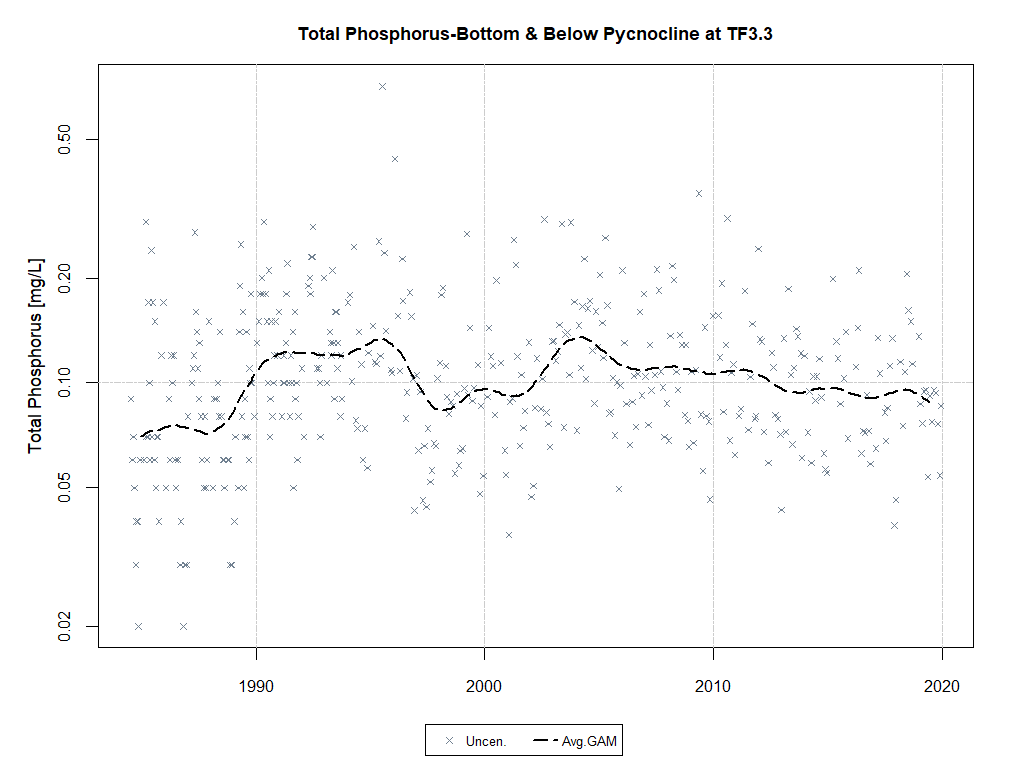 Total Phosphorus-Bottom & Below Pycnocline at TF3.3
Total Phosphorus [mg/L]
0.50
0.20
0.10
0.05
0.02
1990 2000 2010 2020
Uncen. Avg.GAM